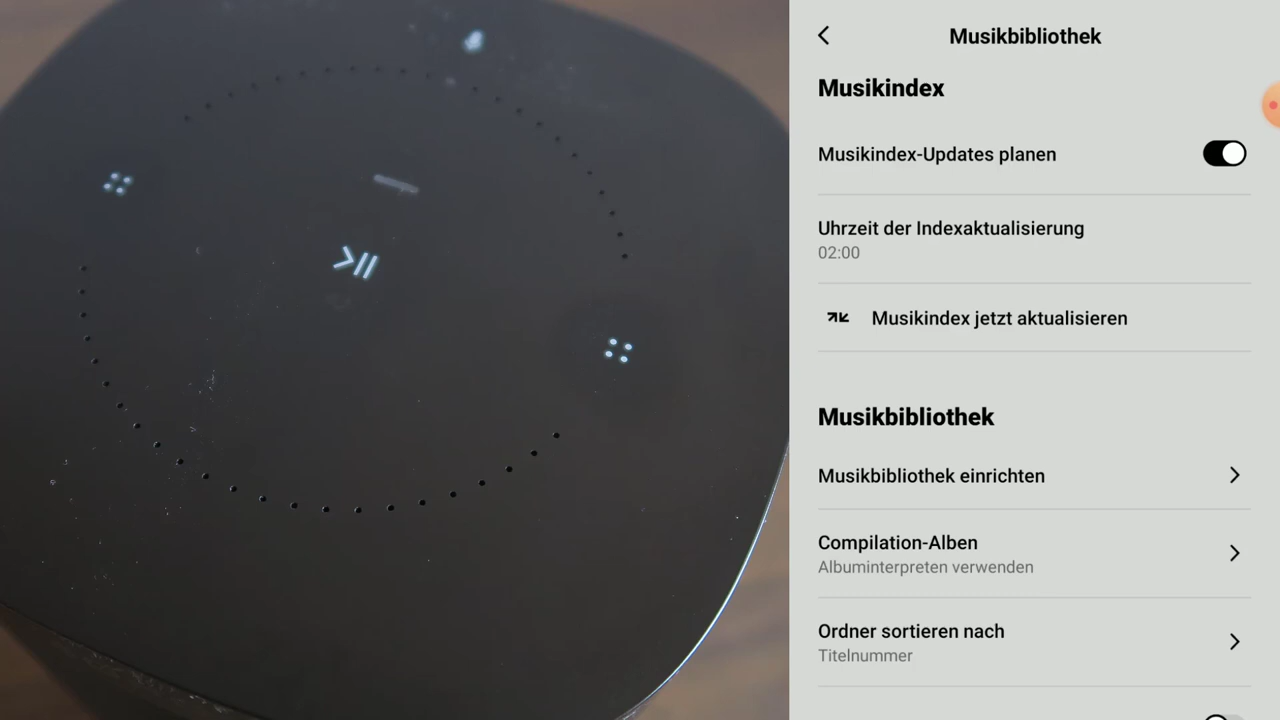 Musikbibliothek
Musikindex
Musikindex-Updates planen
Uhrzeit der Indexaktualisierung
02:00
Musikindex jetzt aktualisieren
Musikbibliothek
Musikbibliothek einrichten
Compilation-Alben
Albuminterpreten verwenden
Ordner sortieren nach
Titelnummer